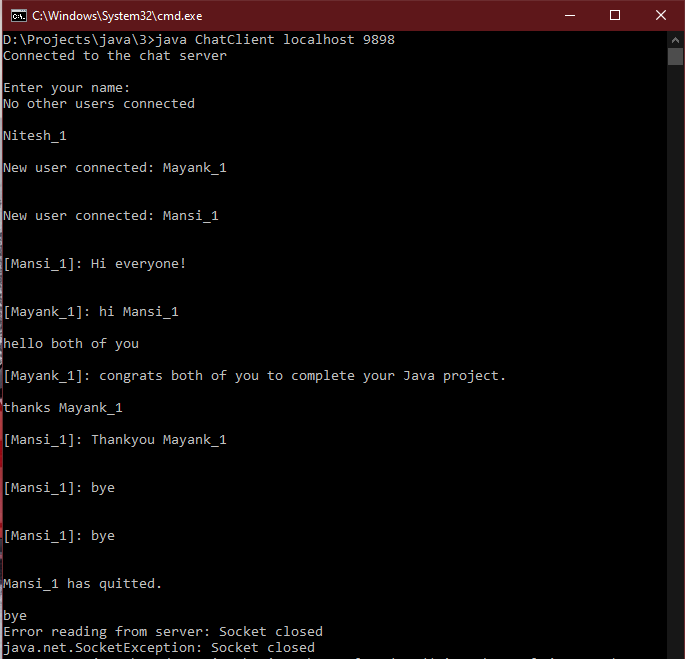 C:\Windows\System32\cmd.exe
D:\Projects\java\3>java ChatClient localhost 9898
Connected to the chat server
Enter your name:
No other users connected
Nitesh_1
New user connected: Mayank_1
New user connected: Mansi_1
[Mansi_1]: Hi everyone!
[Mayank_1]: hi Mansi_1
hello both of you
[Mayank_1]: congrats both of you to complete your Java project.
thanks Mayank_1
[Mansi_1]: Thankyou Mayank_1
[Mansi_1]: bye
[Mansi_1]: bye
Mansi_1 has quitted.
bye
Error reading from server: Socket closed
java.net.SocketException: Socket closed